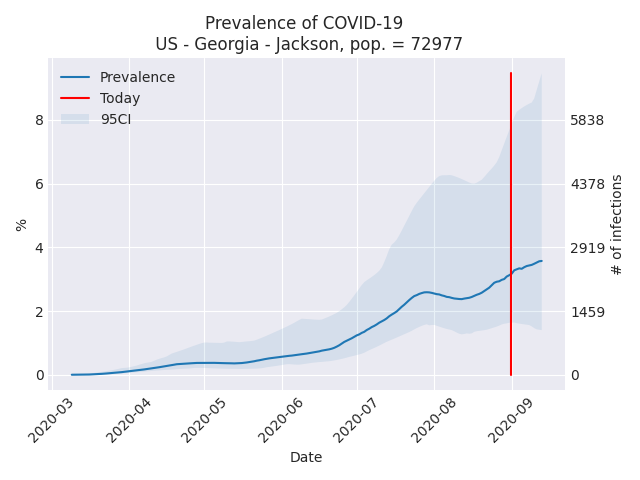 Prevalence of COVID-19
US - Georgia - Jackson, pop. = 72977
Prevalence
Today
95CI
8
6
4
2
0
%
5838
4378
2919
1459
0
# of infections
2020-03
2020-04
2020-05
2020-06
2020-07
2020-08
2020-09
Date